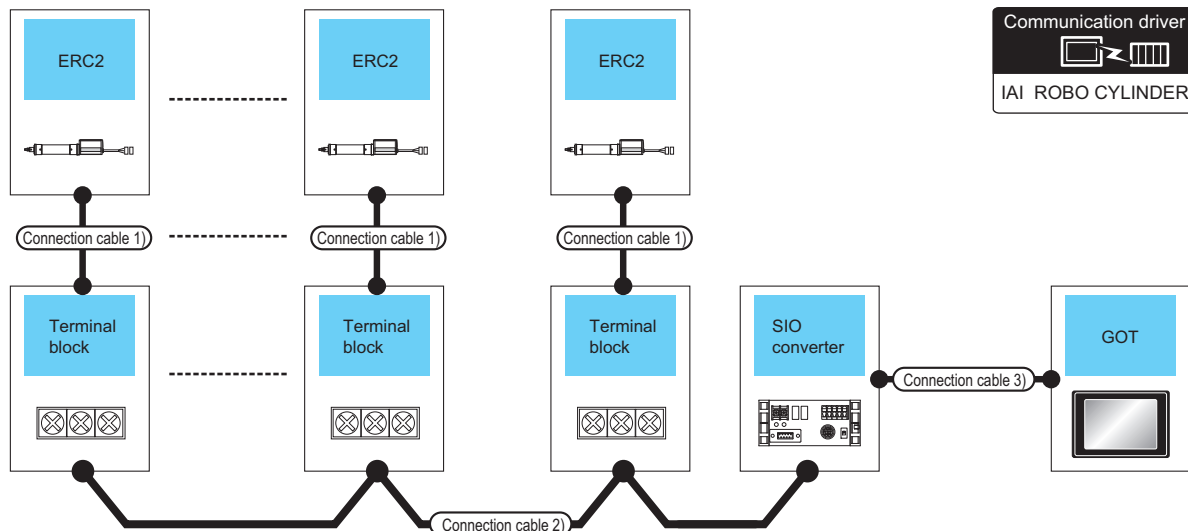 ERC2
ERC2
ERC2
Communication driver
IAI ROBO CYLINDER
Connection cable 1)
Connection cable 1)
Connection cable 1)
Terminal
block
Terminal
block
Terminal
block
SIO
converter
GOT
Connection cable 3)
Connection cable 2)